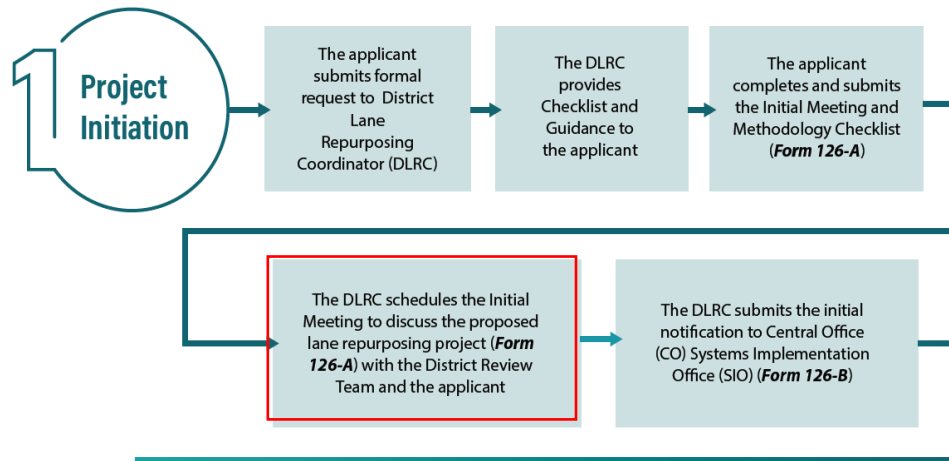 1 Project
Initiation
The applicant
submits formal
request to District
Lane
Repurposing
Coordinator (DLRC)
The DLRC
provides
Checklist and
Guidance to
the applicant
The applicant
completes and submits
the Initial Meeting and
Methodology Checklist
(Form 126-A)
The DLRC schedules the Initial
Meeting to discuss the proposed
lane repurposing project (Form
126-A) with the District Review
Team and the applicant
The DLRC submits the initial
notification to Central Office
(CO) Systems Implementation
Office (SIO) (Form 126-B)